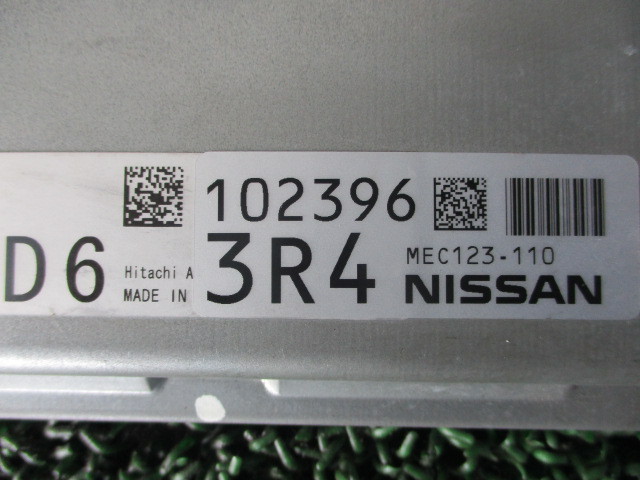 102396
D6 Hitachi A 3R4 MEC123-110
MADE IN NISSAN